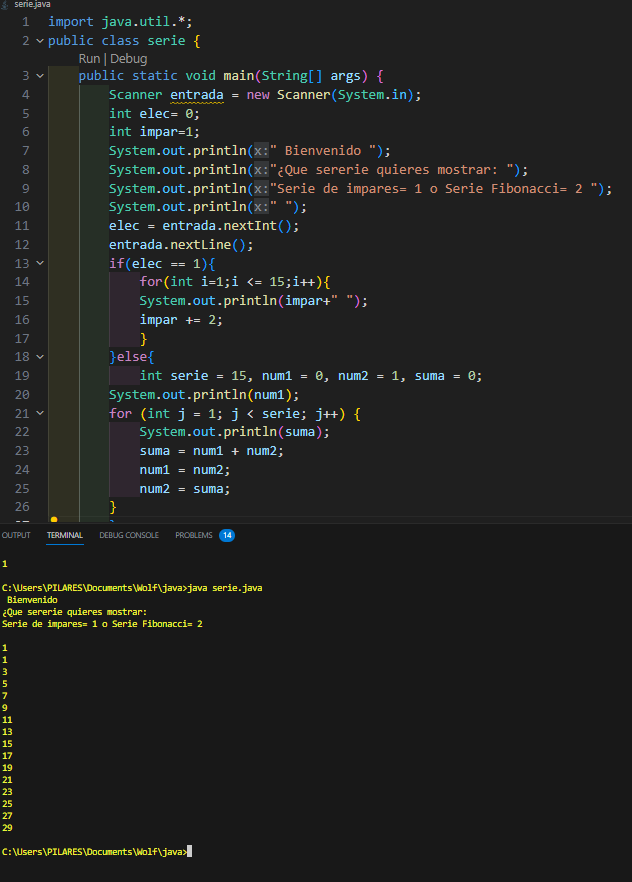 serie.java
1 import java.util.*;
2 public class serie {
Run | Debug
3 public static void main(String[] args) {
4 Scanner entrada = new Scanner(System.in);
5 int elec= 0;
6 int impar=1;
7 System.out.println(x:" Bienvenido ");
8 System.out.println(x:"¿Que sererie quieres mostrar: ");
9 System.out.println(x:"Serie de impares= 1 o Serie Fibonacci= 2 ");
10 System.out.println(x:" ");
11 elec = entrada.nextInt();
12 entrada.nextLine();
13 if(elec == 1){
14 for(int i=1;i <= 15;i++){
15 System.out.println(impar+" ");
16 impar += 2;
17 }
18 }else{
19 int serie = 15, num1 = 0, num2 = 1, suma = 0;
20 System.out.println(num1);
21 for (int j = 1; j < serie; j++) {
22 System.out.println(suma);
23 suma = num1 + num2;
24 num1 = num2;
25 num2 = suma;
26 }
OUTPUT TERMINAL DEBUG CONSOLE PROBLEMS 14
1
C:\Users\PILARES\Documents\Wolf\java>java serie.java
Bienvenido
¿Que sererie quieres mostrar:
Serie de impares= 1 o Serie Fibonacci= 2
1
1
3
5
7
9
11
13
15
17
19
21
23
25
27
29
C:\Users\PILARES\Documents\Wolf\java>